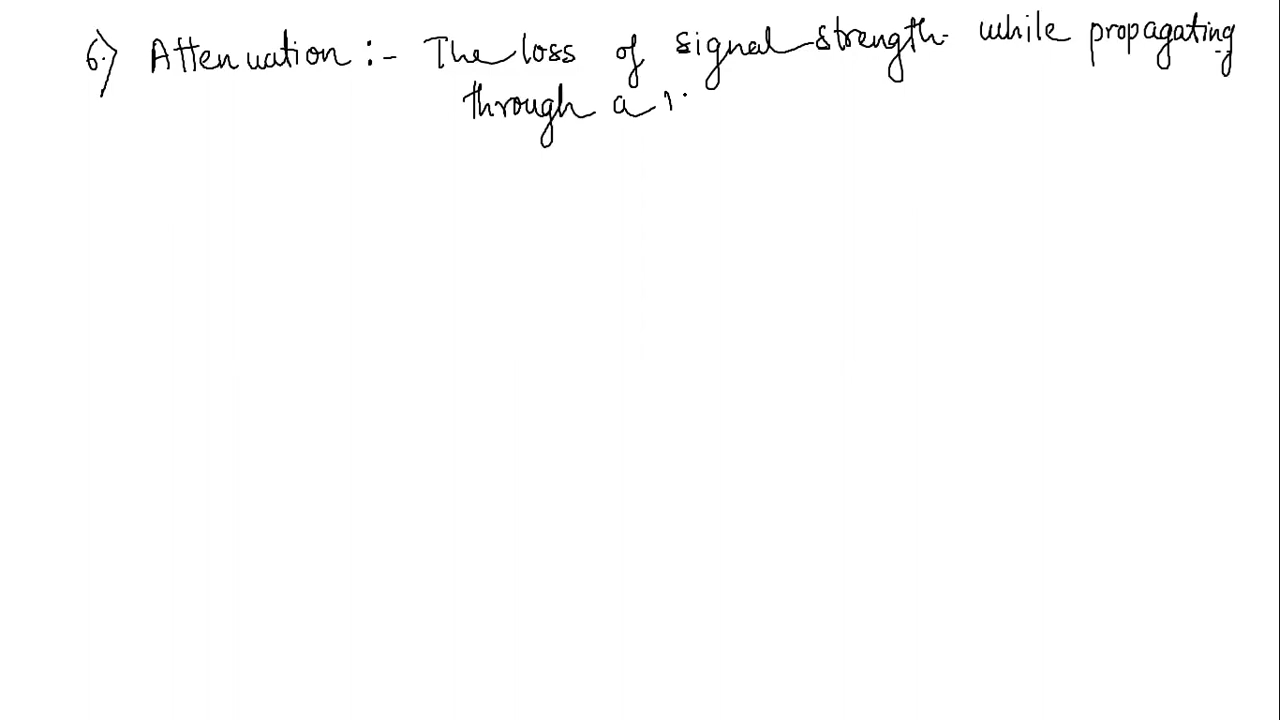 6.) Attenuation :- The loss of signal strength while propagating
through a